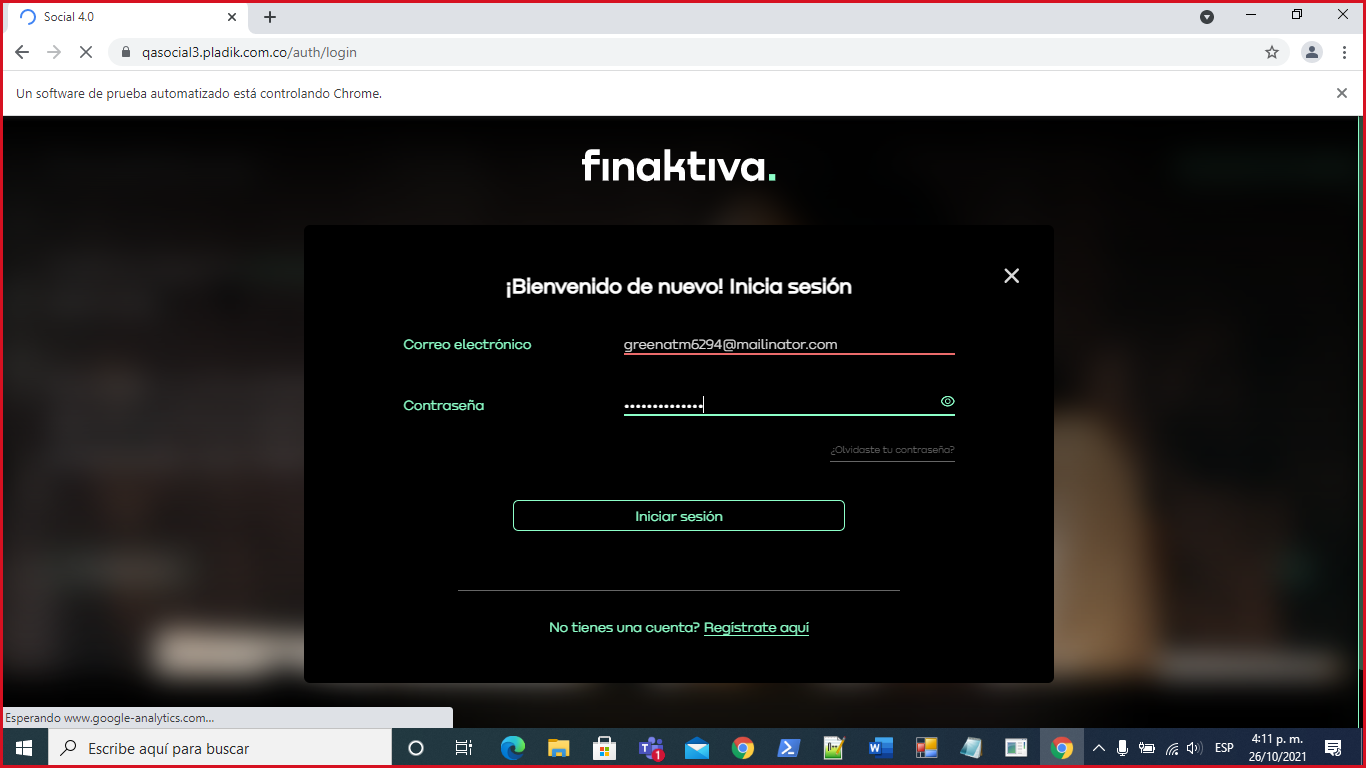 Social 4.0
qasocial3.pladik.com.co/auth/login
Un software de prueba automatizado está controlando Chrome.
finaktiva.
¡Bienvenido de nuevo! Inicia sesión
Correo electrónico
greenatm6294@mailinator.com
Contraseña
••••••••••••••
¿Olvidaste tu contraseña?
Iniciar sesión
No tienes una cuenta? Regístrate aquí
Esperando www.google-analytics.com...
Escribe aquí para buscar
1
ESP
4:11 p. m.
26/10/2021